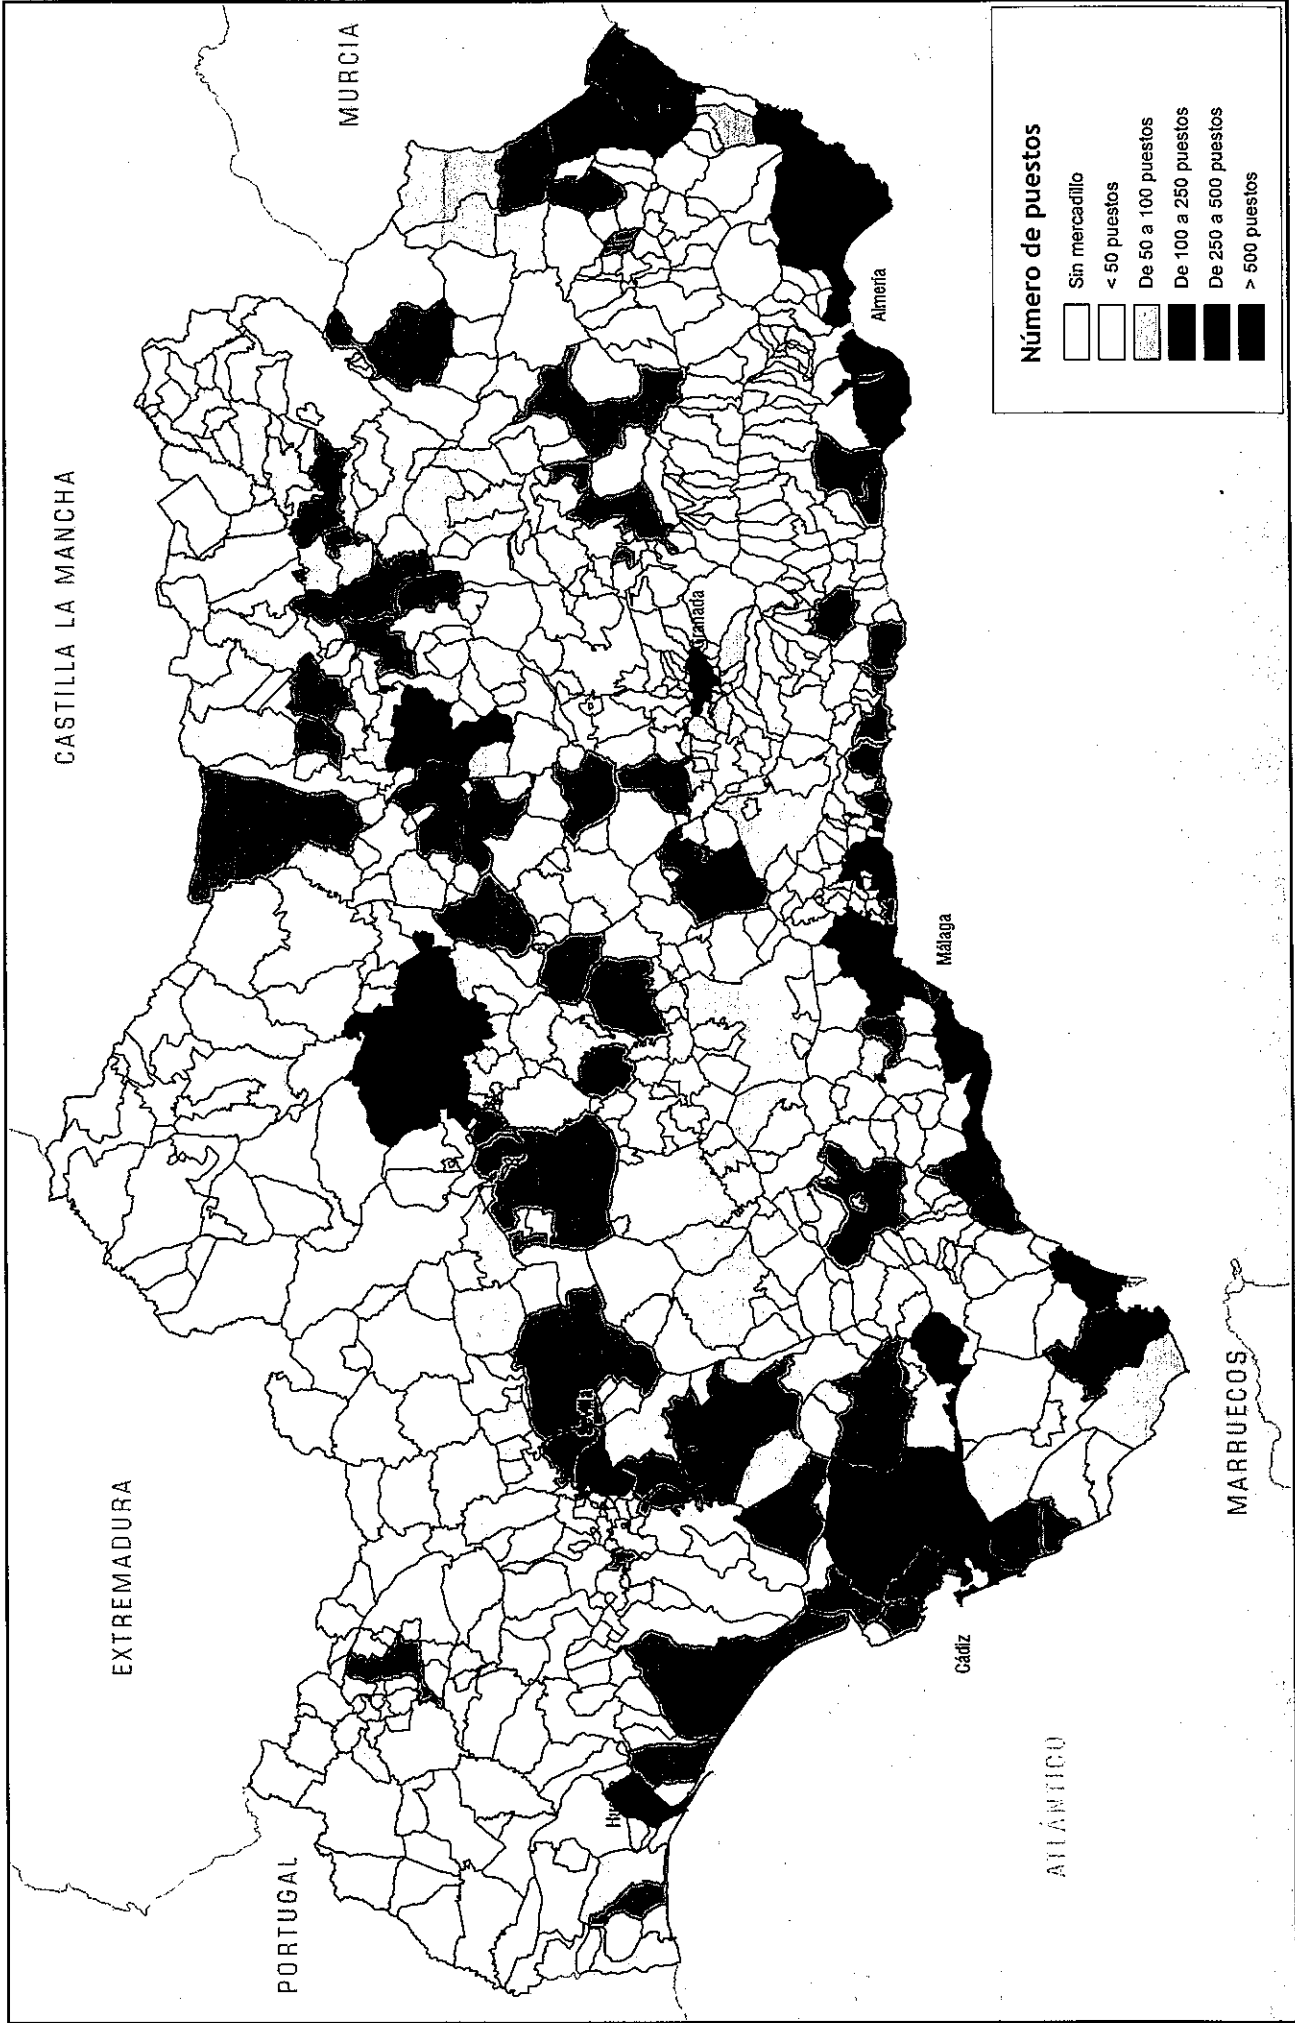 CASTILLA LA MANCHA
EXTREMADURA
MURCIA
PORTUGAL
Granada
Almería
Málaga
Cádiz
ATLÁNTICO
MARRUECOS
Número de puestos
Sin mercadillo
< 50 puestos
De 50 a 100 puestos
De 100 a 250 puestos
De 250 a 500 puestos
> 500 puestos